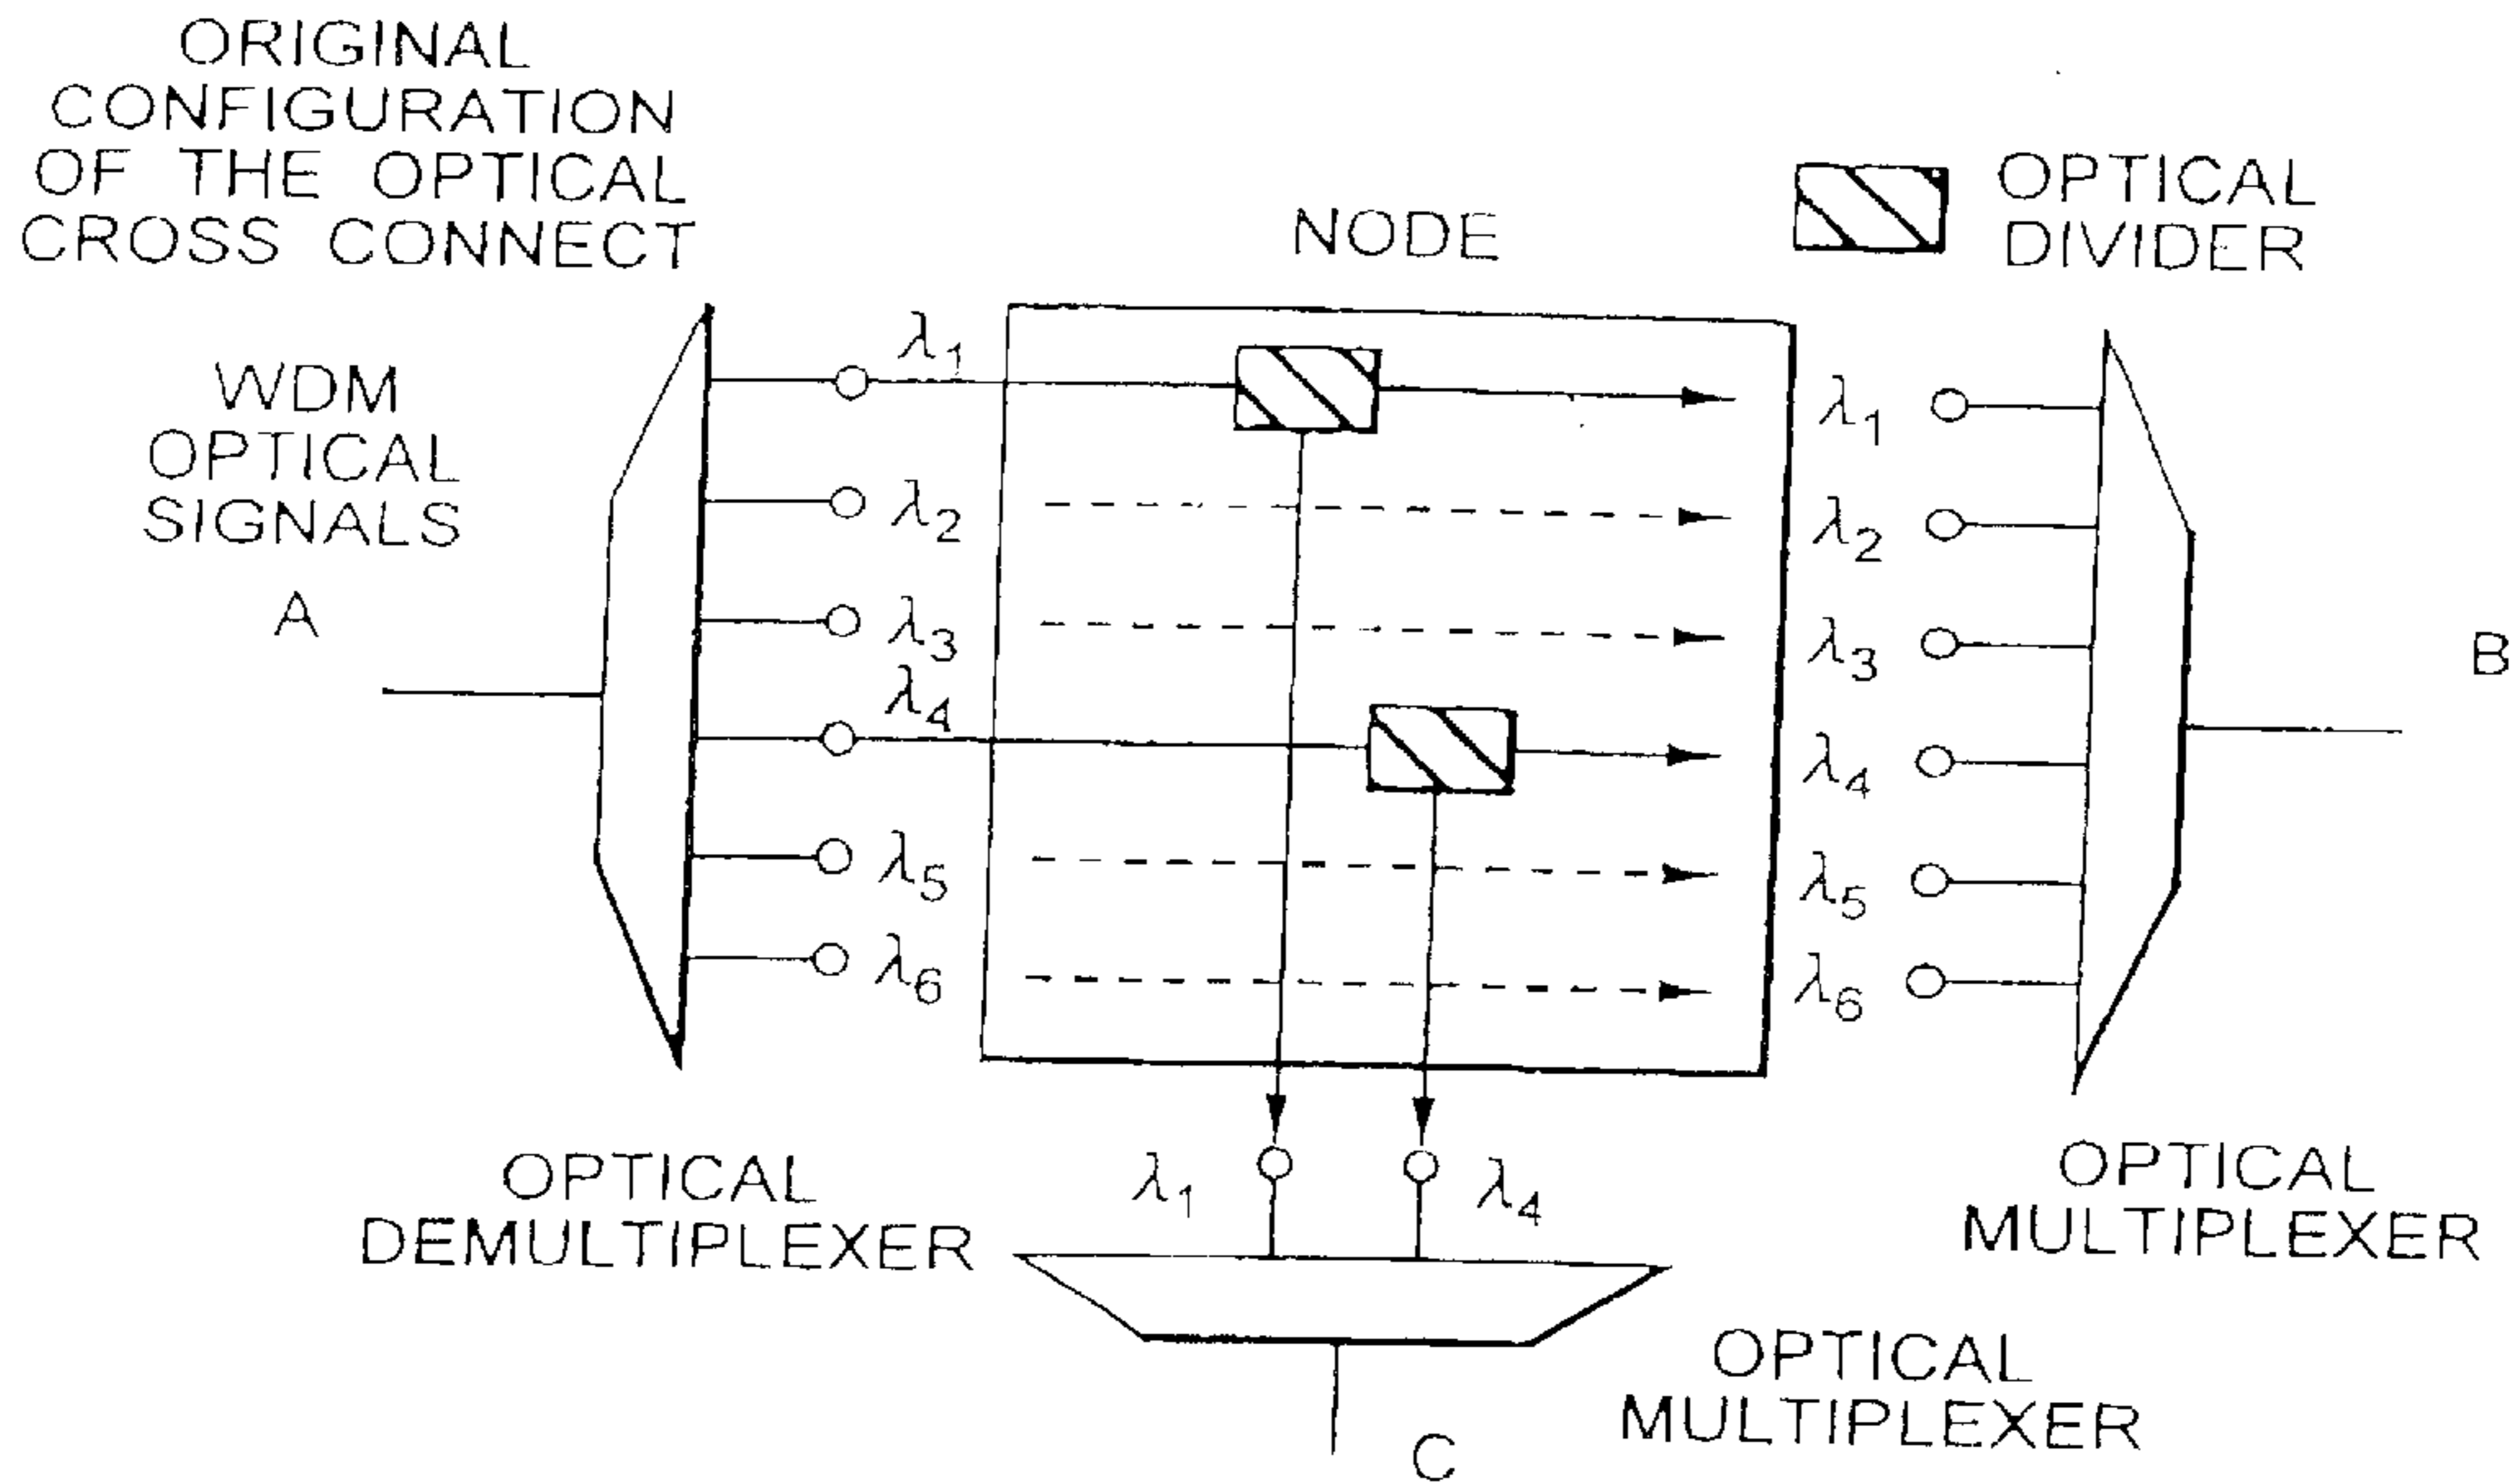 ORIGINAL
CONFIGURATION
OF THE OPTICAL
CROSS CONNECT
NODE
OPTICAL
DIVIDER
WDM
OPTICAL
SIGNALS
A
λ1
λ2
λ3
λ4
λ5
λ6
λ1
λ2
λ3
λ4
λ5
λ6
B
OPTICAL
DEMULTIPLEXER
λ1
λ4
OPTICAL
MULTIPLEXER
OPTICAL
MULTIPLEXER
C